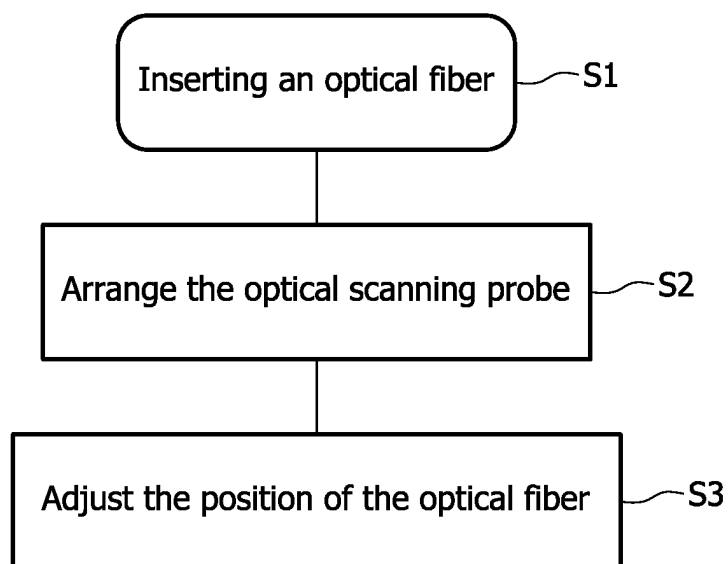 Inserting an optical fiber S1
Arrange the optical scanning probe S2
Adjust the position of the optical fiber S3